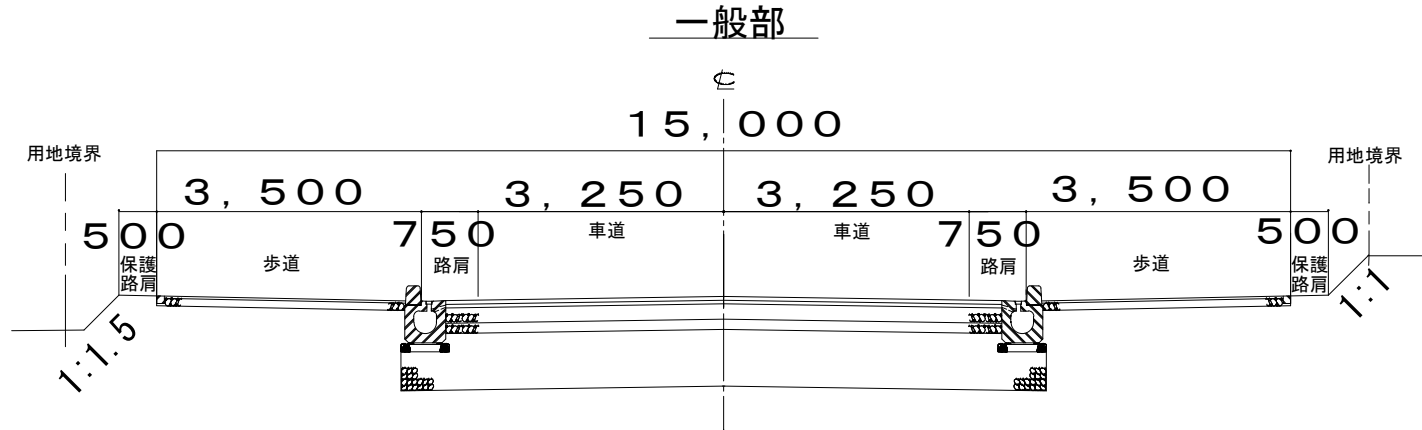 一般部
℄
15,000
用地境界
用地境界
3,500
3,250
3,250
3,500
500
750
750
500
車道
車道
歩道
歩道
保護
路肩
路肩
路肩
保護
路肩
1:1.5
1:1